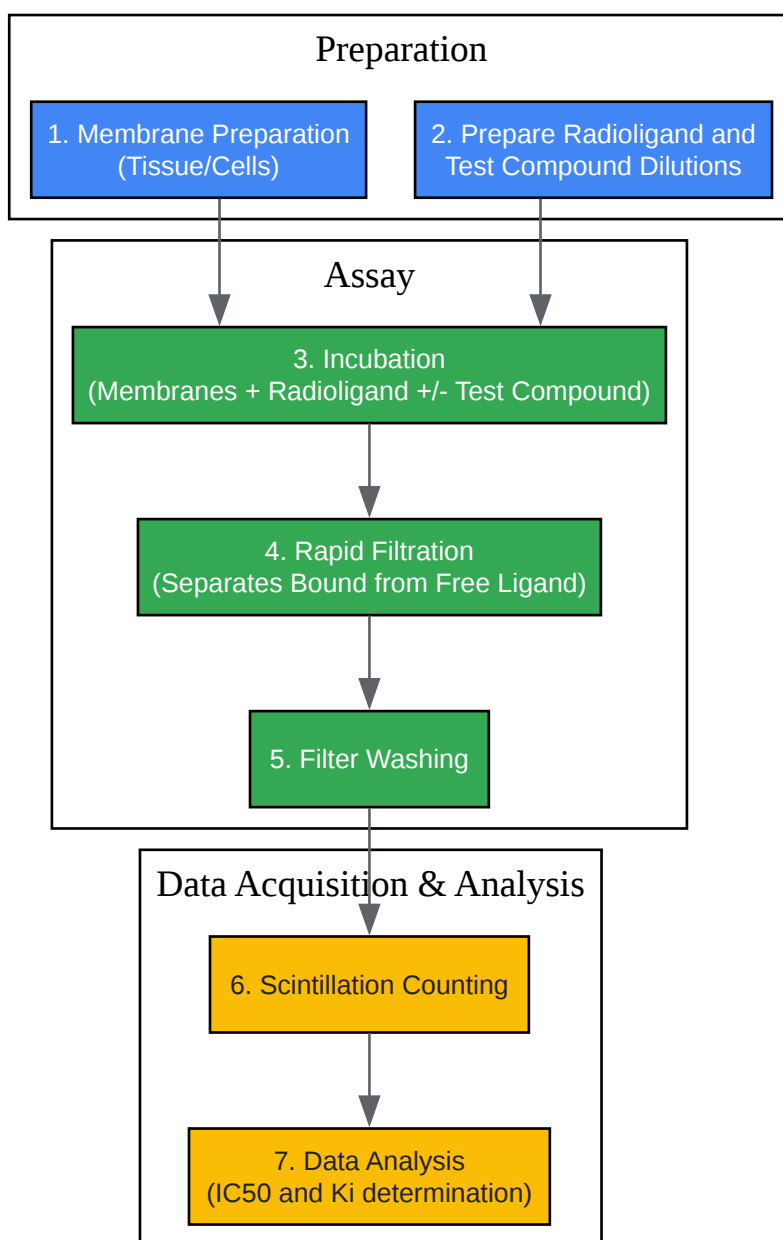 Preparation
1. Membrane Preparation
(Tissue/Cells)
2. Prepare Radioligand and
Test Compound Dilutions
Assay
3. Incubation
(Membranes + Radioligand +/- Test Compound)
4. Rapid Filtration
(Separates Bound from Free Ligand)
5. Filter Washing
Data Acquisition & Analysis
6. Scintillation Counting
7. Data Analysis
(IC50 and Ki determination)